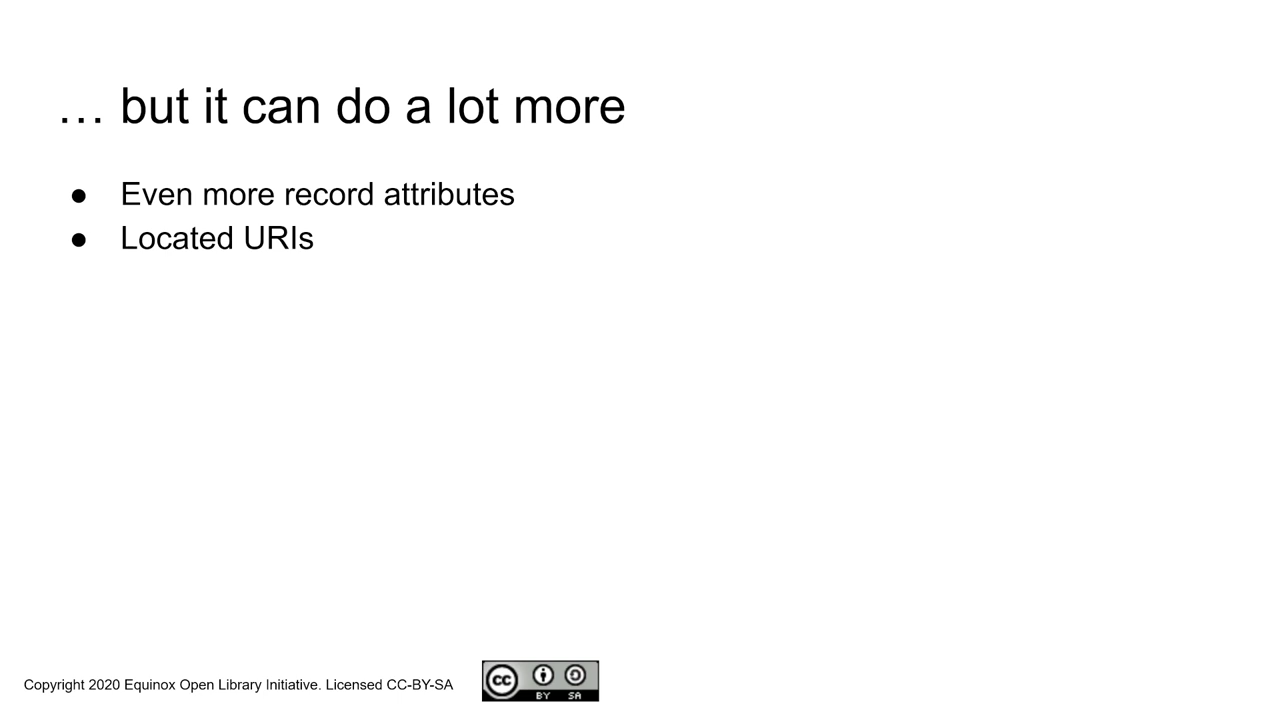 … but it can do a lot more
● Even more record attributes
● Located URIs
Copyright 2020 Equinox Open Library Initiative. Licensed CC-BY-SA
cc
BY SA